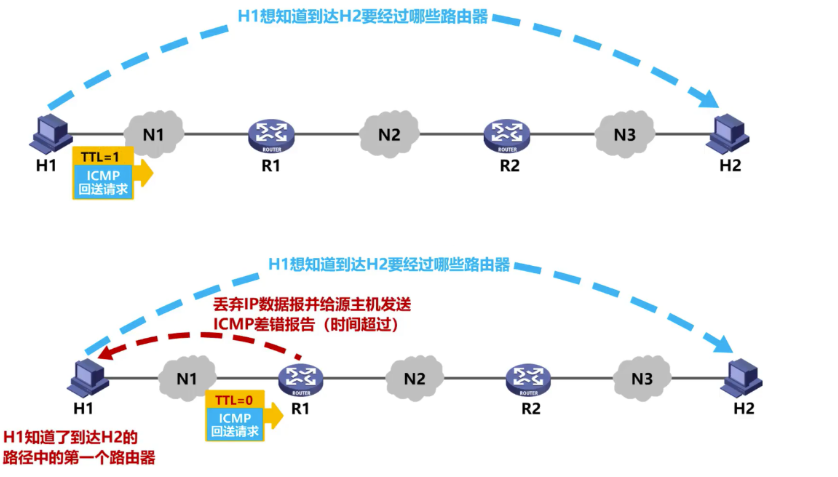 H1想知道到达H2要经过哪些路由器
N1
N2
N3
ROUTER
ROUTER
H1
R1
R2
H2
TTL=1
ICMP
回送请求
H1想知道到达H2要经过哪些路由器
丢弃IP数据报并给源主机发送
ICMP差错报告（时间超过）
N1
N2
N3
ROUTER
ROUTER
H1
R1
R2
H2
TTL=0
ICMP
回送请求
H1知道了到达H2的
路径中的第一个路由器